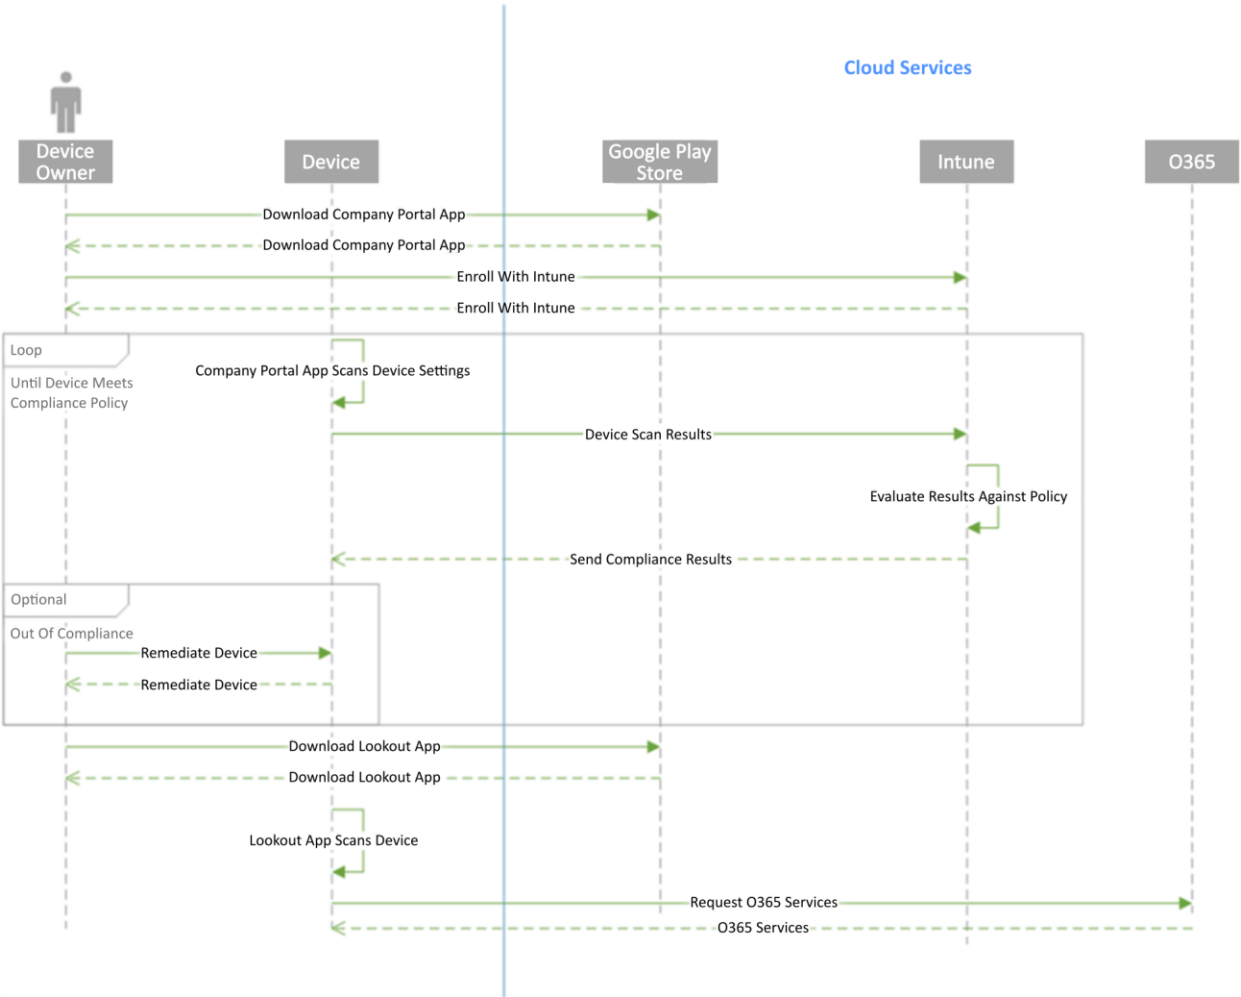 Cloud Services
Device
Owner
Device
Google Play
Store
Intune
O365
Download Company Portal App
Download Company Portal App
Enroll With Intune
Enroll With Intune
Loop
Until Device Meets
Compliance Policy
Company Portal App Scans Device Settings
Device Scan Results
Evaluate Results Against Policy
Send Compliance Results
Optional
Out Of Compliance
Remediate Device
Remediate Device
Download Lookout App
Download Lookout App
Lookout App Scans Device
Request O365 Services
O365 Services